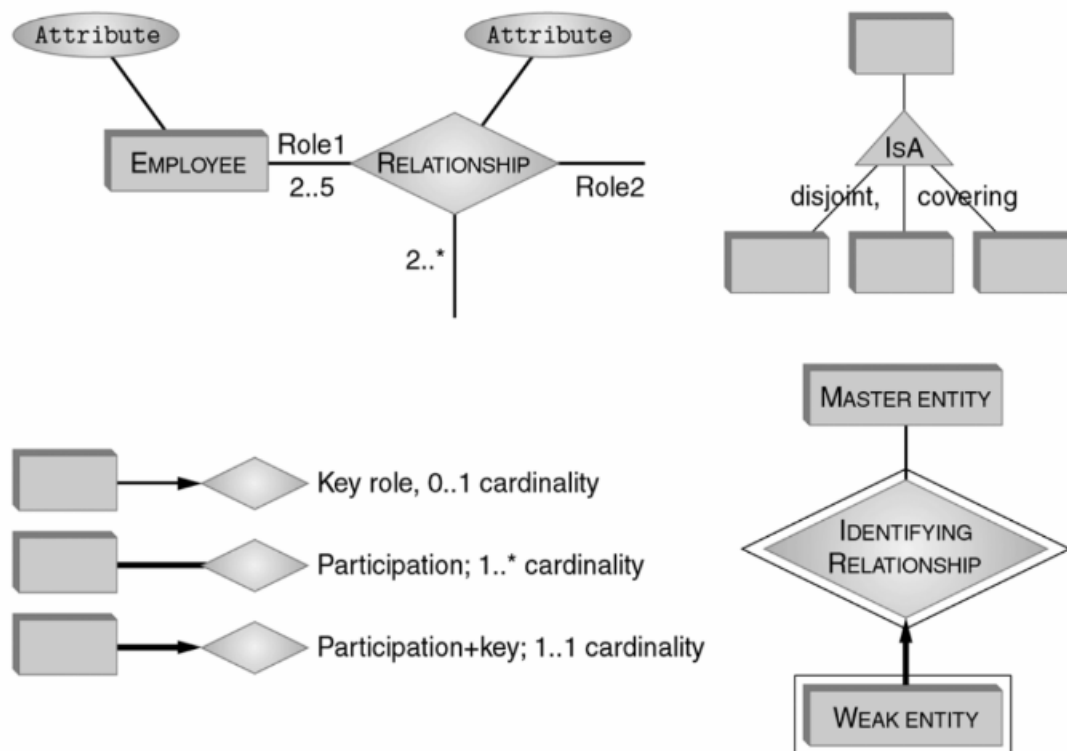 Attribute
Attribute
EMPLOYEE
Role1
2..5
RELATIONSHIP
Role2
2..*
ISA
disjoint,
covering
Key role, 0..1 cardinality
Participation; 1..* cardinality
Participation+key; 1..1 cardinality
MASTER ENTITY
IDENTIFYING
RELATIONSHIP
WEAK ENTITY